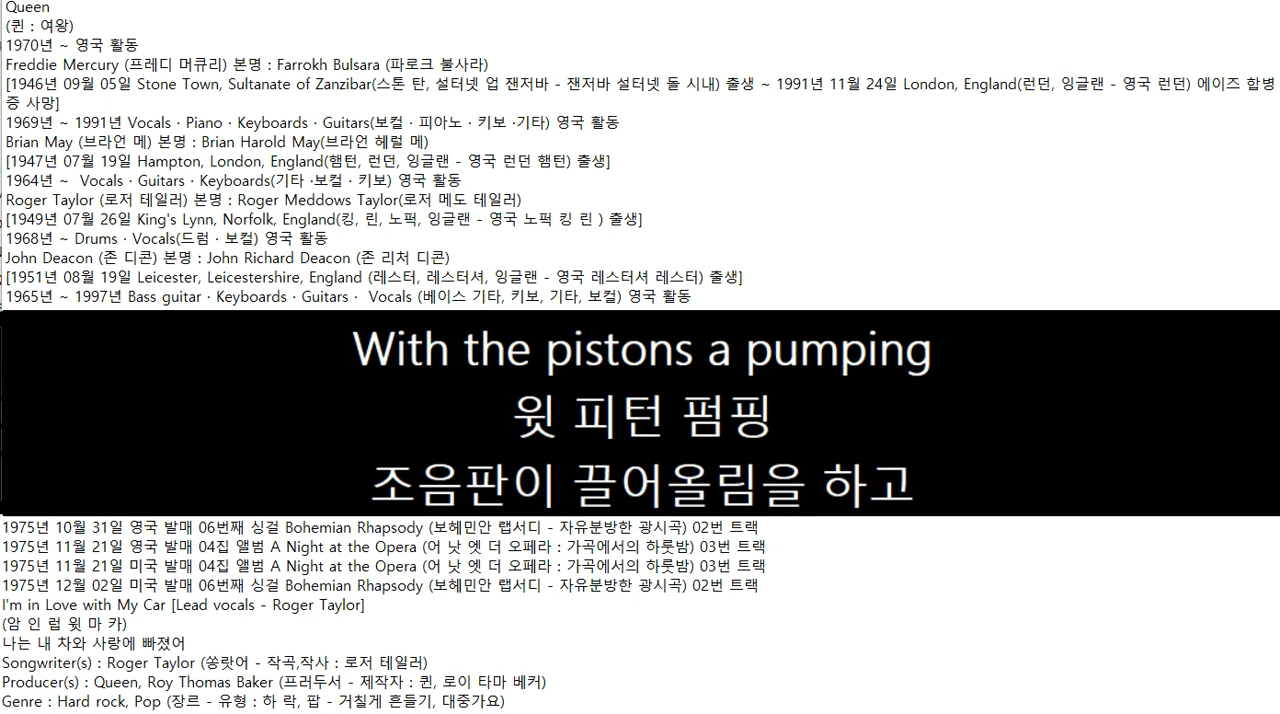 Queen
(퀸 : 여왕)
1970년 ~ 영국 활동
Freddie Mercury (프레디 머큐리) 본명 : Farrokh Bulsara (파로크 불사라)
[1946년 09월 05일 Stone Town, Sultanate of Zanzibar(스톤 탄, 설터넷 업 잰저바 - 잰저바 설터넷 돌 시내) 출생 ~ 1991년 11월 24일 London, England(런던, 잉글랜 - 영국 런던) 에이즈 합병
증 사망]
1969년 ~ 1991년 Vocals · Piano · Keyboards · Guitars(보컬 · 피아노 · 키보 ·기타) 영국 활동
Brian May (브라언 메) 본명 : Brian Harold May(브라언 헤럴 메)
[1947년 07월 19일 Hampton, London, England(햄턴, 런던, 잉글랜 - 영국 런던 햄턴) 출생]
1964년 ~  Vocals · Guitars · Keyboards(기타 ·보컬 · 키보) 영국 활동
Roger Taylor (로저 테일러) 본명 : Roger Meddows Taylor(로저 메도 테일러)
[1949년 07월 26일 King's Lynn, Norfolk, England(킹, 린, 노퍽, 잉글랜 - 영국 노퍽 킹 린 ) 출생]
1968년 ~ Drums · Vocals(드럼 · 보컬) 영국 활동
John Deacon (존 디콘) 본명 : John Richard Deacon (존 리처 디콘)
[1951년 08월 19일 Leicester, Leicestershire, England (레스터, 레스터셔, 잉글랜 - 영국 레스터셔 레스터) 출생]
1965년 ~ 1997년 Bass guitar · Keyboards · Guitars ·  Vocals (베이스 기타, 키보, 기타, 보컬) 영국 활동
With the pistons a pumping
윗 피턴 펌핑
조음판이 끌어올림을 하고
1975년 10월 31일 영국 발매 06번째 싱걸 Bohemian Rhapsody (보헤민안 랩서디 - 자유분방한 광시곡) 02번 트랙
1975년 11월 21일 영국 발매 04집 앨범 A Night at the Opera (어 낫 엣 더 오페라 : 가곡에서의 하룻밤) 03번 트랙
1975년 11월 21일 미국 발매 04집 앨범 A Night at the Opera (어 낫 엣 더 오페라 : 가곡에서의 하룻밤) 03번 트랙
1975년 12월 02일 미국 발매 06번째 싱걸 Bohemian Rhapsody (보헤민안 랩서디 - 자유분방한 광시곡) 02번 트랙
I'm in Love with My Car [Lead vocals - Roger Taylor]
(암 인 럽 윗 마 카)
나는 내 차와 사랑에 빠졌어
Songwriter(s) : Roger Taylor (쏭랏어 - 작곡,작사 : 로저 테일러)
Producer(s) : Queen, Roy Thomas Baker (프러두서 - 제작자 : 퀸, 로이 타마 베커)
Genre : Hard rock, Pop (장르 - 유형 : 하 락, 팝 - 거칠게 흔들기, 대중가요)